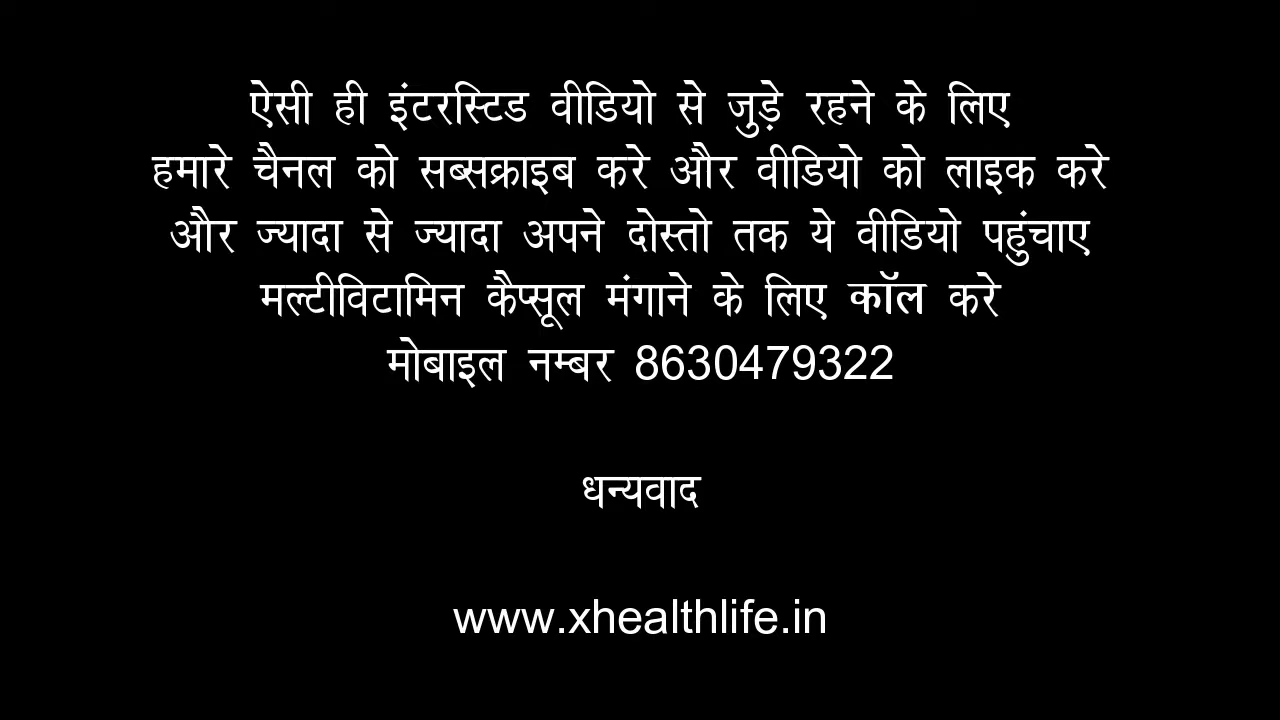 ऐसी ही इंटरस्टिड वीडियो से जुड़े रहने के लिए
हमारे चैनल को सब्सक्राइब करे और वीडियो को लाइक करे
और ज्यादा से ज्यादा अपने दोस्तो तक ये वीडियो पहुंचाए
मल्टीविटामिन कैप्सूल मंगाने के लिए कॉल करे
मोबाइल नम्बर 8630479322
धन्यवाद
www.xhealthlife.in